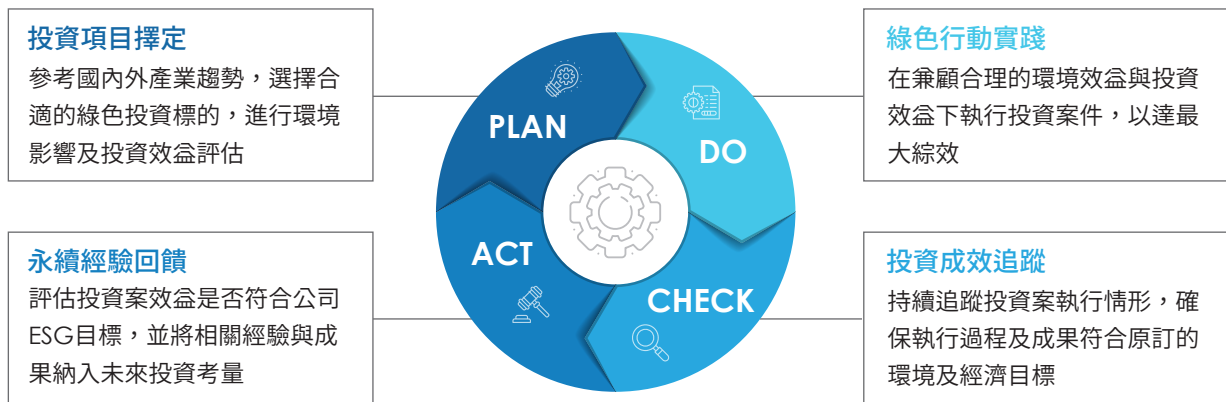 投資項目擇定
參考國內外產業趨勢，選擇合
適的綠色投資標的，進行環境
影響及投資效益評估
PLAN
DO
綠色行動實踐
在兼顧合理的環境效益與投資
效益下執行投資案件，以達最
大綜效
永續經驗回饋
評估投資案效益是否符合公司
ESG目標，並將相關經驗與成
果納入未來投資考量
ACT
CHECK
投資成效追蹤
持續追蹤投資案執行情形，確
保執行過程及成果符合原訂的
環境及經濟目標